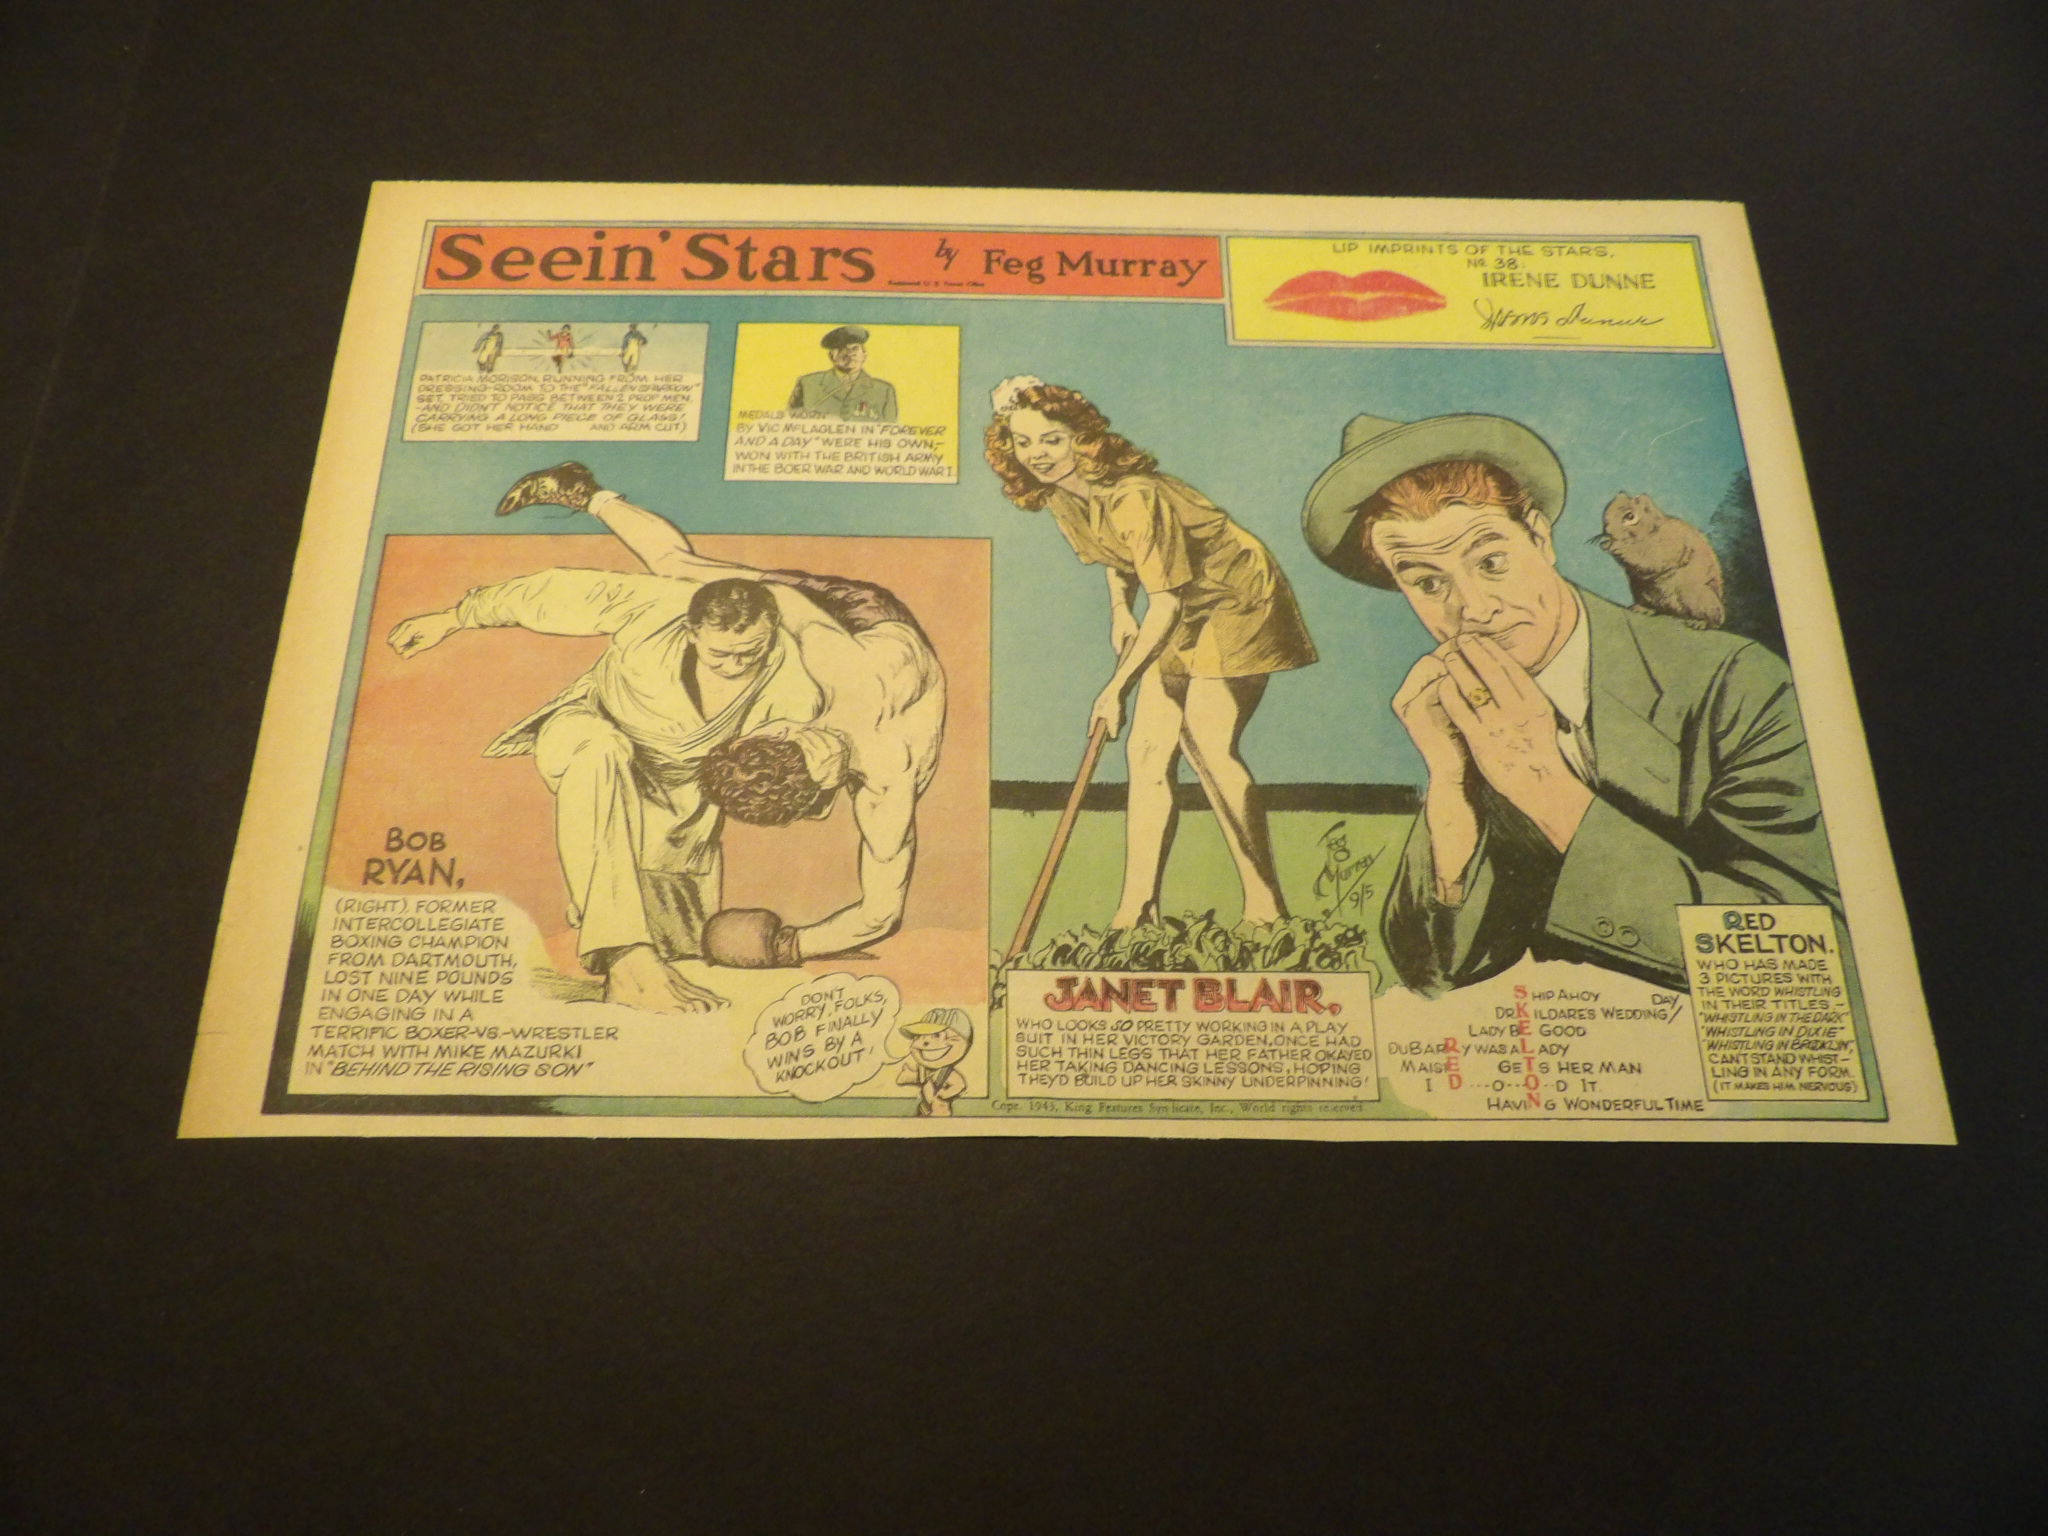 Seein' Stars by Feg Murray
Registered U. S. Patent Office
LIP IMPRINTS OF THE STARS.
No. 38:
IRENE DUNNE
Irene Dunne
PATRICIA MORISON, RUNNING FROM HER
DRESSING-ROOM TO THE "FALLEN SPARROW"
SET, TRIED TO PASS BETWEEN 2 PROP MEN,
-AND DIDN'T NOTICE THAT THEY WERE
CARRYING A LONG PIECE OF GLASS!
(SHE GOT HER HAND AND ARM CUT)
MEDALS WORN
BY VIC McLAGLEN IN "FOREVER
AND A DAY" WERE HIS OWN,-
WON WITH THE BRITISH ARMY
IN THE BOER WAR AND WORLD WAR I.
BOB
RYAN,
(RIGHT), FORMER
INTERCOLLEGIATE
BOXING CHAMPION
FROM DARTMOUTH,
LOST NINE POUNDS
IN ONE DAY WHILE
ENGAGING IN A
TERRIFIC BOXER-VS.-WRESTLER
MATCH WITH MIKE MAZURKI
IN "BEHIND THE RISING SON"
DON'T
WORRY, FOLKS,
BOB FINALLY
WINS BY A
KNOCKOUT!
Feg
Murray
9/5
JANET BLAIR,
WHO LOOKS SO PRETTY WORKING IN A PLAY
SUIT IN HER VICTORY GARDEN, ONCE HAD
SUCH THIN LEGS THAT HER FATHER OKAYED
HER TAKING DANCING LESSONS, HOPING
THEY'D BUILD UP HER SKINNY UNDERPINNING!
Copr. 1943, King Features Syndicate, Inc., World rights reserved
SHIP AHOY
DR. KILDARE'S WEDDING DAY
LADY BE GOOD
DUBARRY WAS A LADY
MAISIE GETS HER MAN
I D---O---O-D IT.
HAVING WONDERFUL TIME
RED
SKELTON.
WHO HAS MADE
3 PICTURES WITH
THE WORD WHISTLING
IN THEIR TITLES,-
"WHISTLING IN THE DARK"
"WHISTLING IN DIXIE"
"WHISTLING IN BROOKLYN",
CAN'T STAND WHIST-
LING IN ANY FORM.
(IT MAKES HIM NERVOUS)